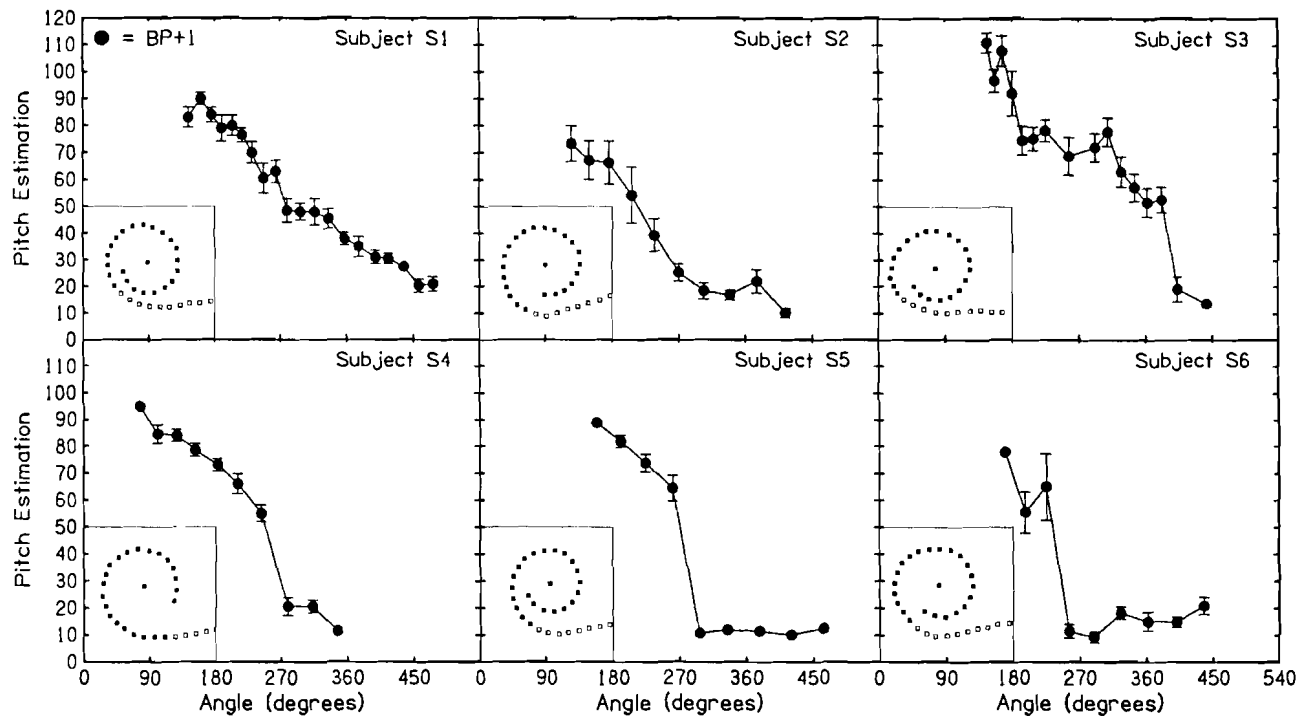 ● = BP+1
Subject S1
Subject S2
Subject S3
Pitch Estimation
120
110
100
90
80
70
60
50
40
30
20
10
0
Subject S4
Subject S5
Subject S6
Pitch Estimation
110
100
90
80
70
60
50
40
30
20
10
0
0 90 180 270 360 450 0 90 180 270 360 450 0 90 180 270 360 450 540
Angle (degrees) Angle (degrees) Angle (degrees)